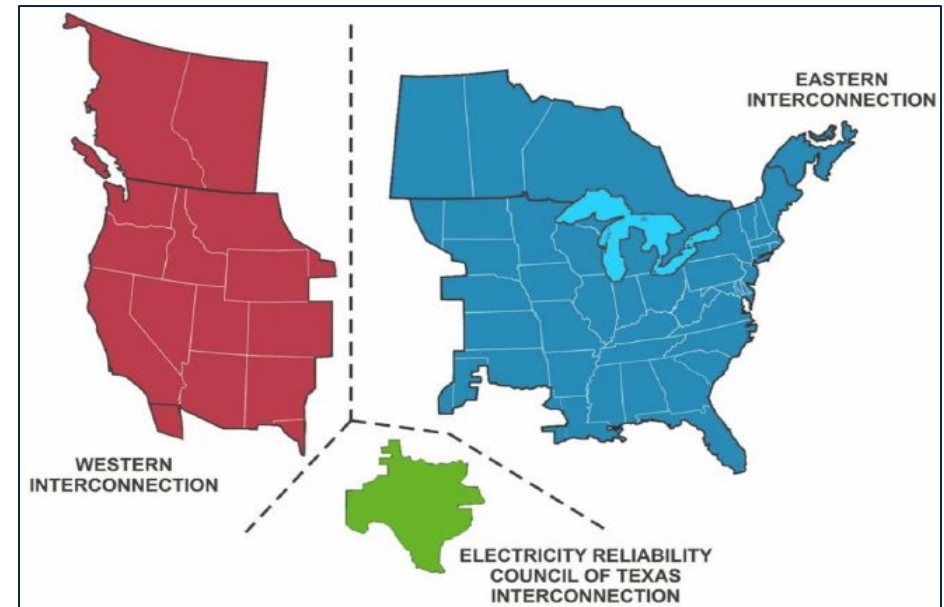 EASTERN
INTERCONNECTION
WESTERN
INTERCONNECTION
ELECTRICITY RELIABILITY
COUNCIL OF TEXAS
INTERCONNECTION